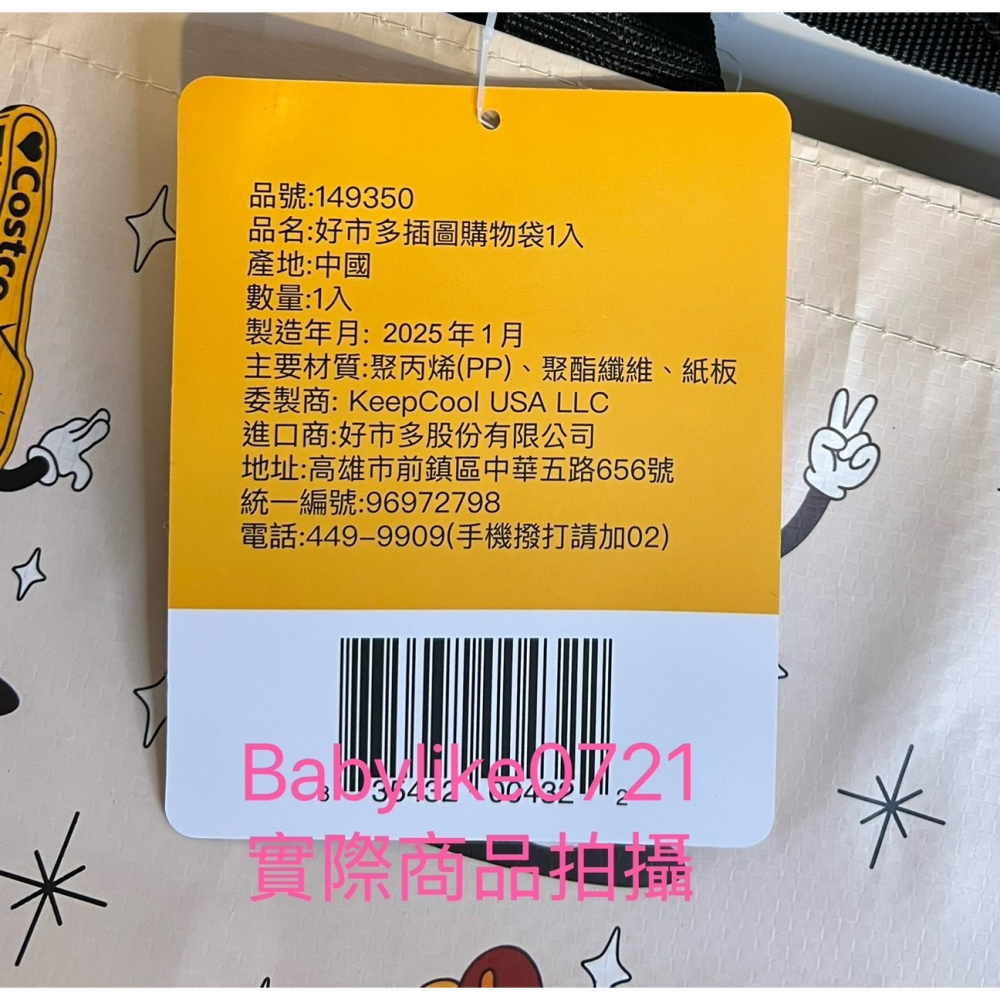 Costco
品號:149350
品名:好市多插圖購物袋1入
產地:中國
數量:1入
製造年月: 2025年1月
主要材質:聚丙烯(PP)、聚酯纖維、紙板
委製商: KeepCool USA LLC
進口商:好市多股份有限公司
地址:高雄市前鎮區中華五路656號
統一編號:96972798
電話:449-9909(手機撥打請加02)
Babylike0721
8 35432 00432 2
實際商品拍攝